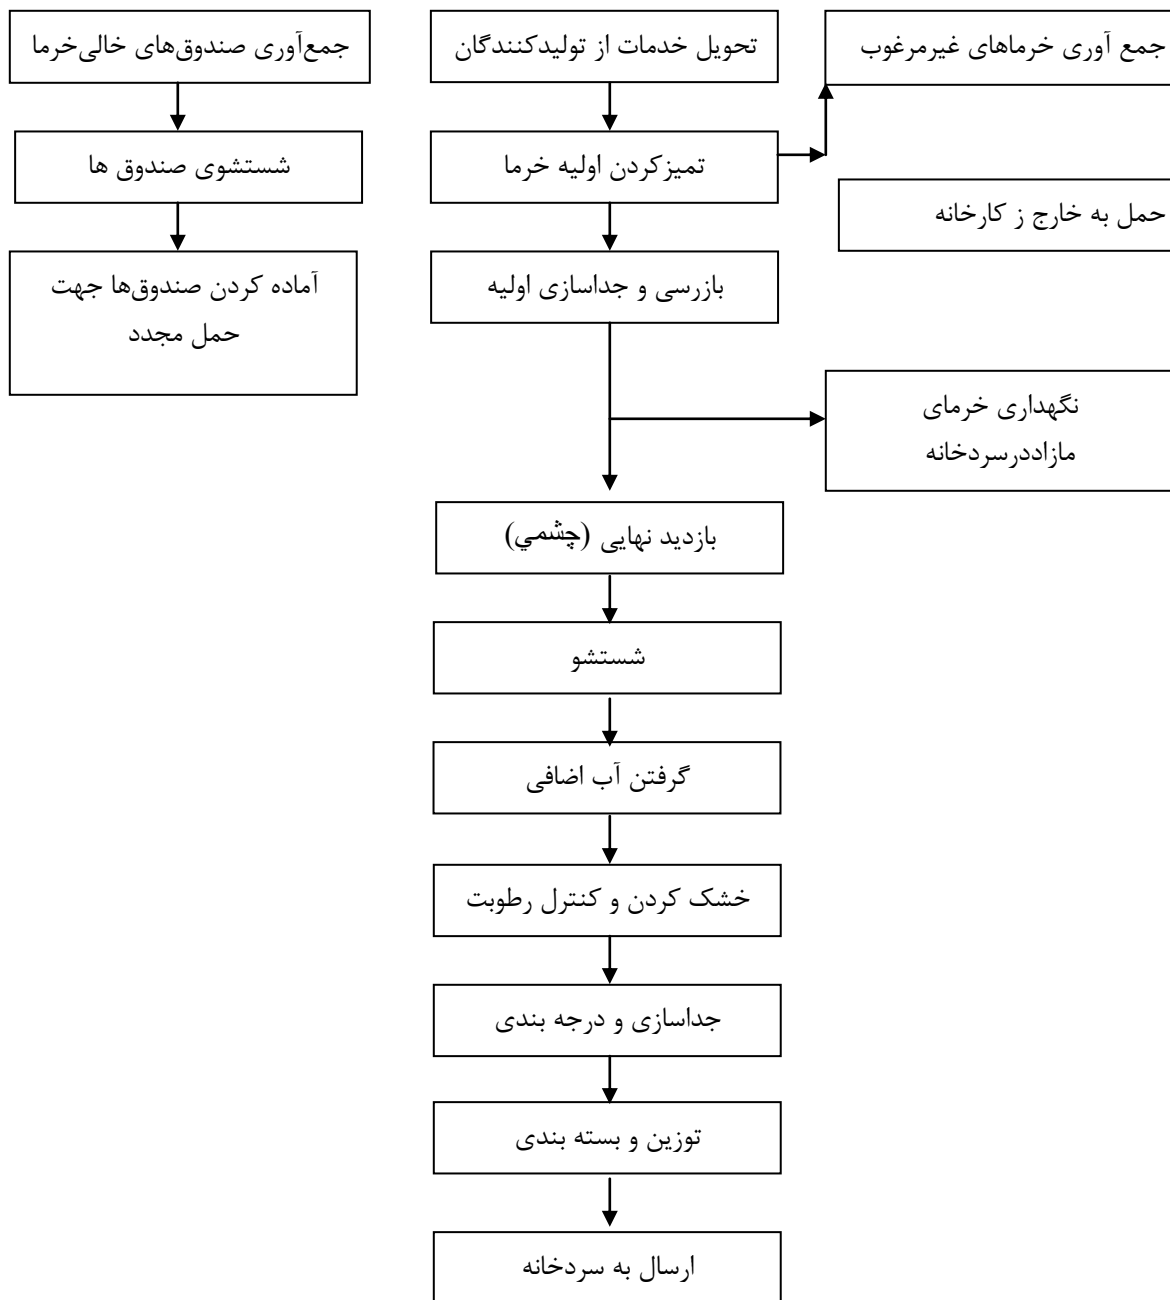 جمع آوری خرماهای غیرمرغوب
تحویل خدمات از تولیدکنندگان
جمع‌آوری صندوق‌های خالی‌خرما
تمیزکردن اولیه خرما
شستشوی صندوق ها
حمل به خارج ز کارخانه
بازرسی و جداسازی اولیه
آماده کردن صندوق‌ها جهت
حمل مجدد
نگهداری خرمای
مازاددرسردخانه
بازدید نهایی (چشمي)
شستشو
گرفتن آب اضافی
خشک کردن و کنترل رطوبت
جداسازی و درجه بندی
توزین و بسته بندی
ارسال به سردخانه